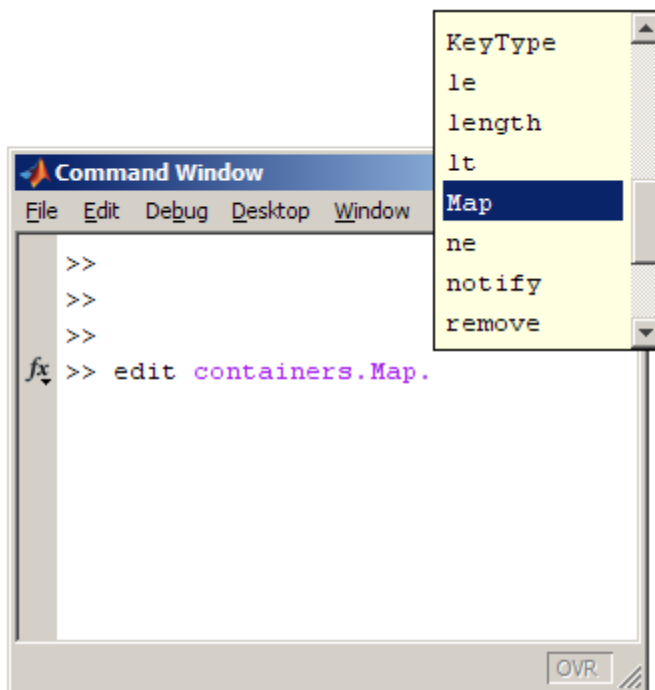 KeyType
le
length
lt
Map
ne
notify
remove
Command Window
File Edit Debug Desktop Window
>>
>>
>>
fx >> edit containers.Map.
OVR